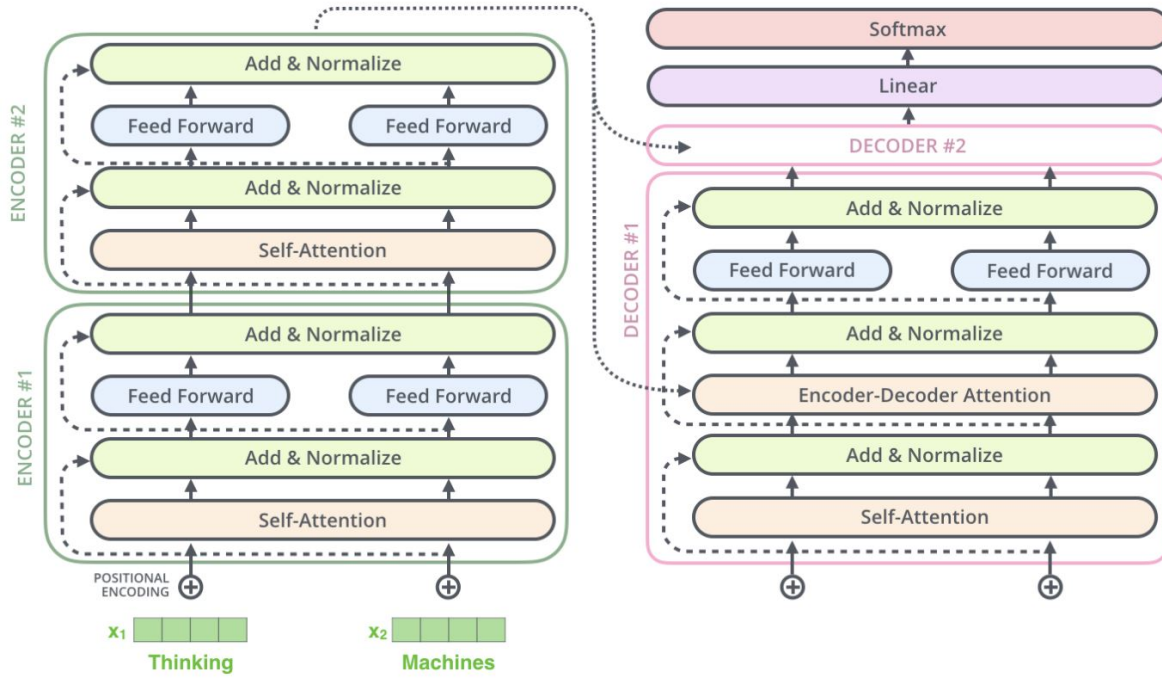 ENCODER #2
Add & Normalize
Feed Forward
Feed Forward
Add & Normalize
Self-Attention
ENCODER #1
Add & Normalize
Feed Forward
Feed Forward
Add & Normalize
Self-Attention
POSITIONAL
ENCODING
x₁
x₂
Thinking
Machines
Softmax
Linear
DECODER #2
DECODER #1
Add & Normalize
Feed Forward
Feed Forward
Add & Normalize
Encoder-Decoder Attention
Add & Normalize
Self-Attention